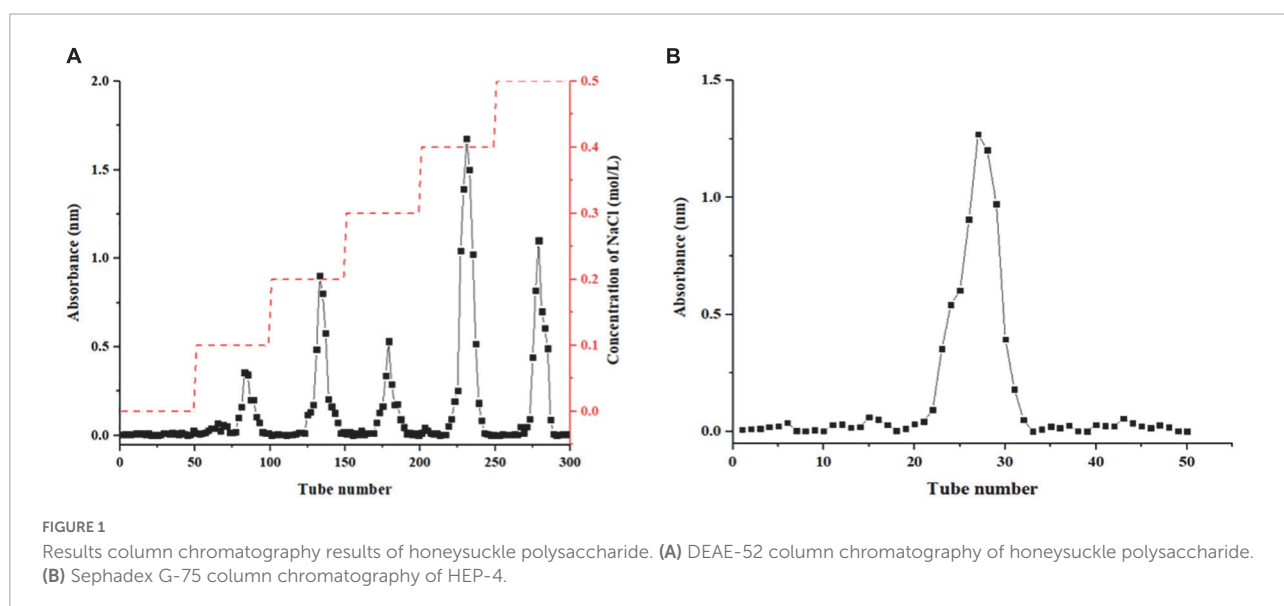 A
B
2.0
1.5
1.0
0.5
0.0
Absorbance (nm)
0
50
100
150
200
250
300
Tube number
0.5
0.4
0.3
0.2
0.1
0.0
Concentration of NaCl (mol/L)
1.5
1.0
0.5
0.0
Absorbance (nm)
0
10
20
30
40
50
Tube number
FIGURE 1
Results column chromatography results of honeysuckle polysaccharide. (A) DEAE-52 column chromatography of honeysuckle polysaccharide.
(B) Sephadex G-75 column chromatography of HEP-4.